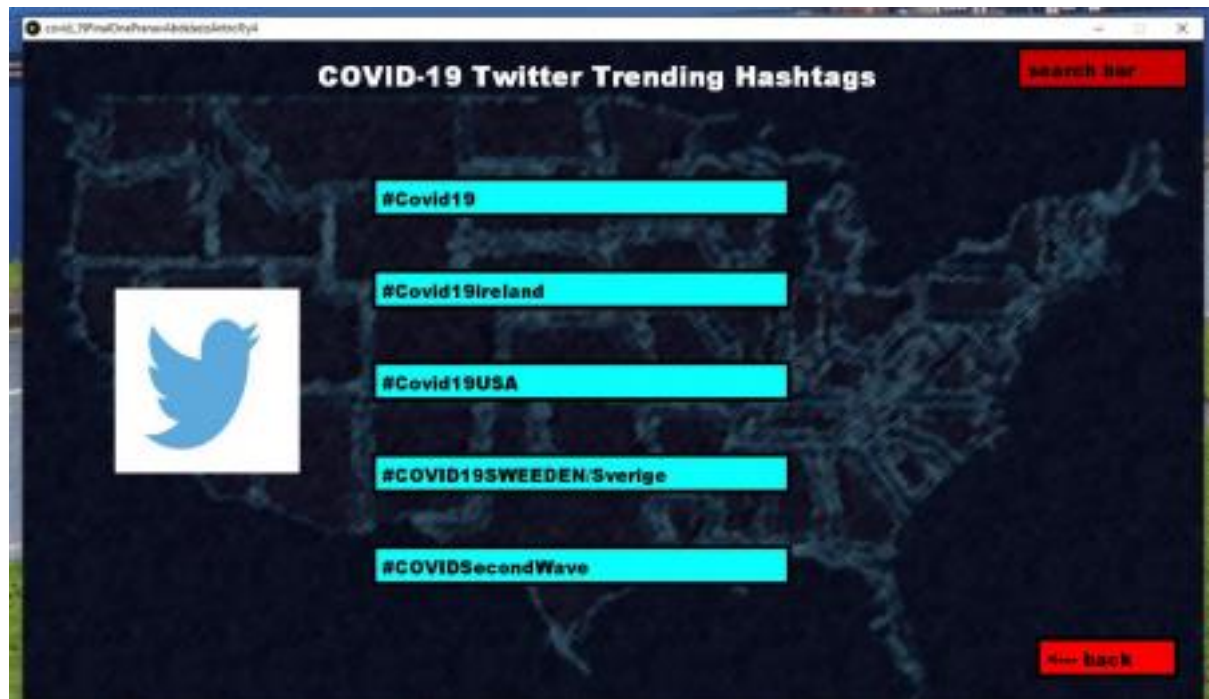 COVID-19 Twitter Trending Hashtags
search bar
#Covid19
#Covid19Ireland
#Covid19USA
#COVID19SWEEDEN/Sverige
#COVIDSecondWave
<--- back